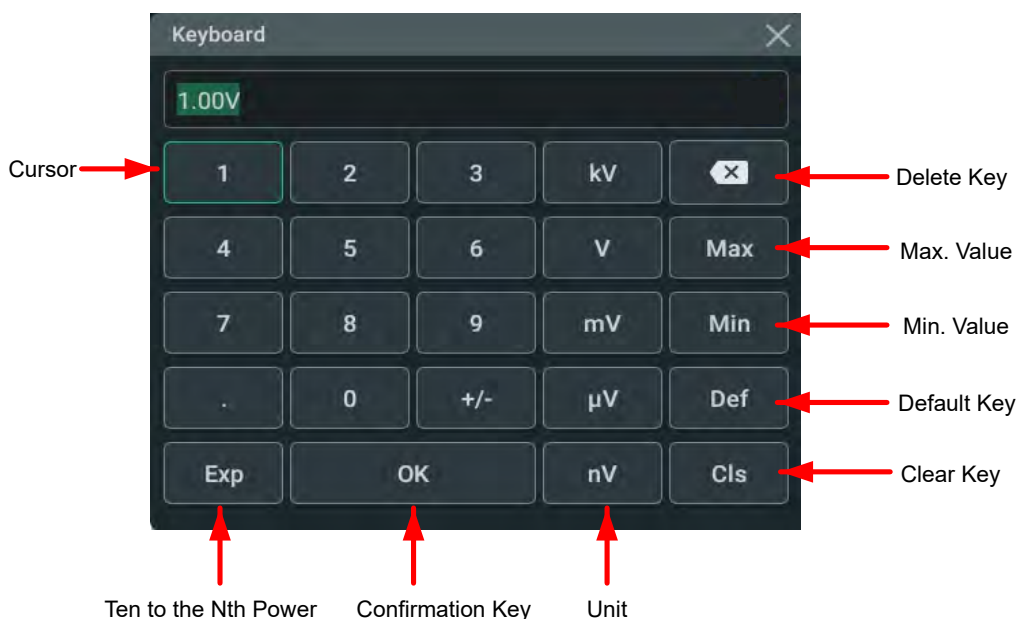 Keyboard
1.00V
Cursor 1 2 3 kV Delete Key
4 5 6 V Max Max. Value
7 8 9 mV Min Min. Value
. 0 +/- µV Def Default Key
Exp OK nV Cls Clear Key
Ten to the Nth Power Confirmation Key Unit